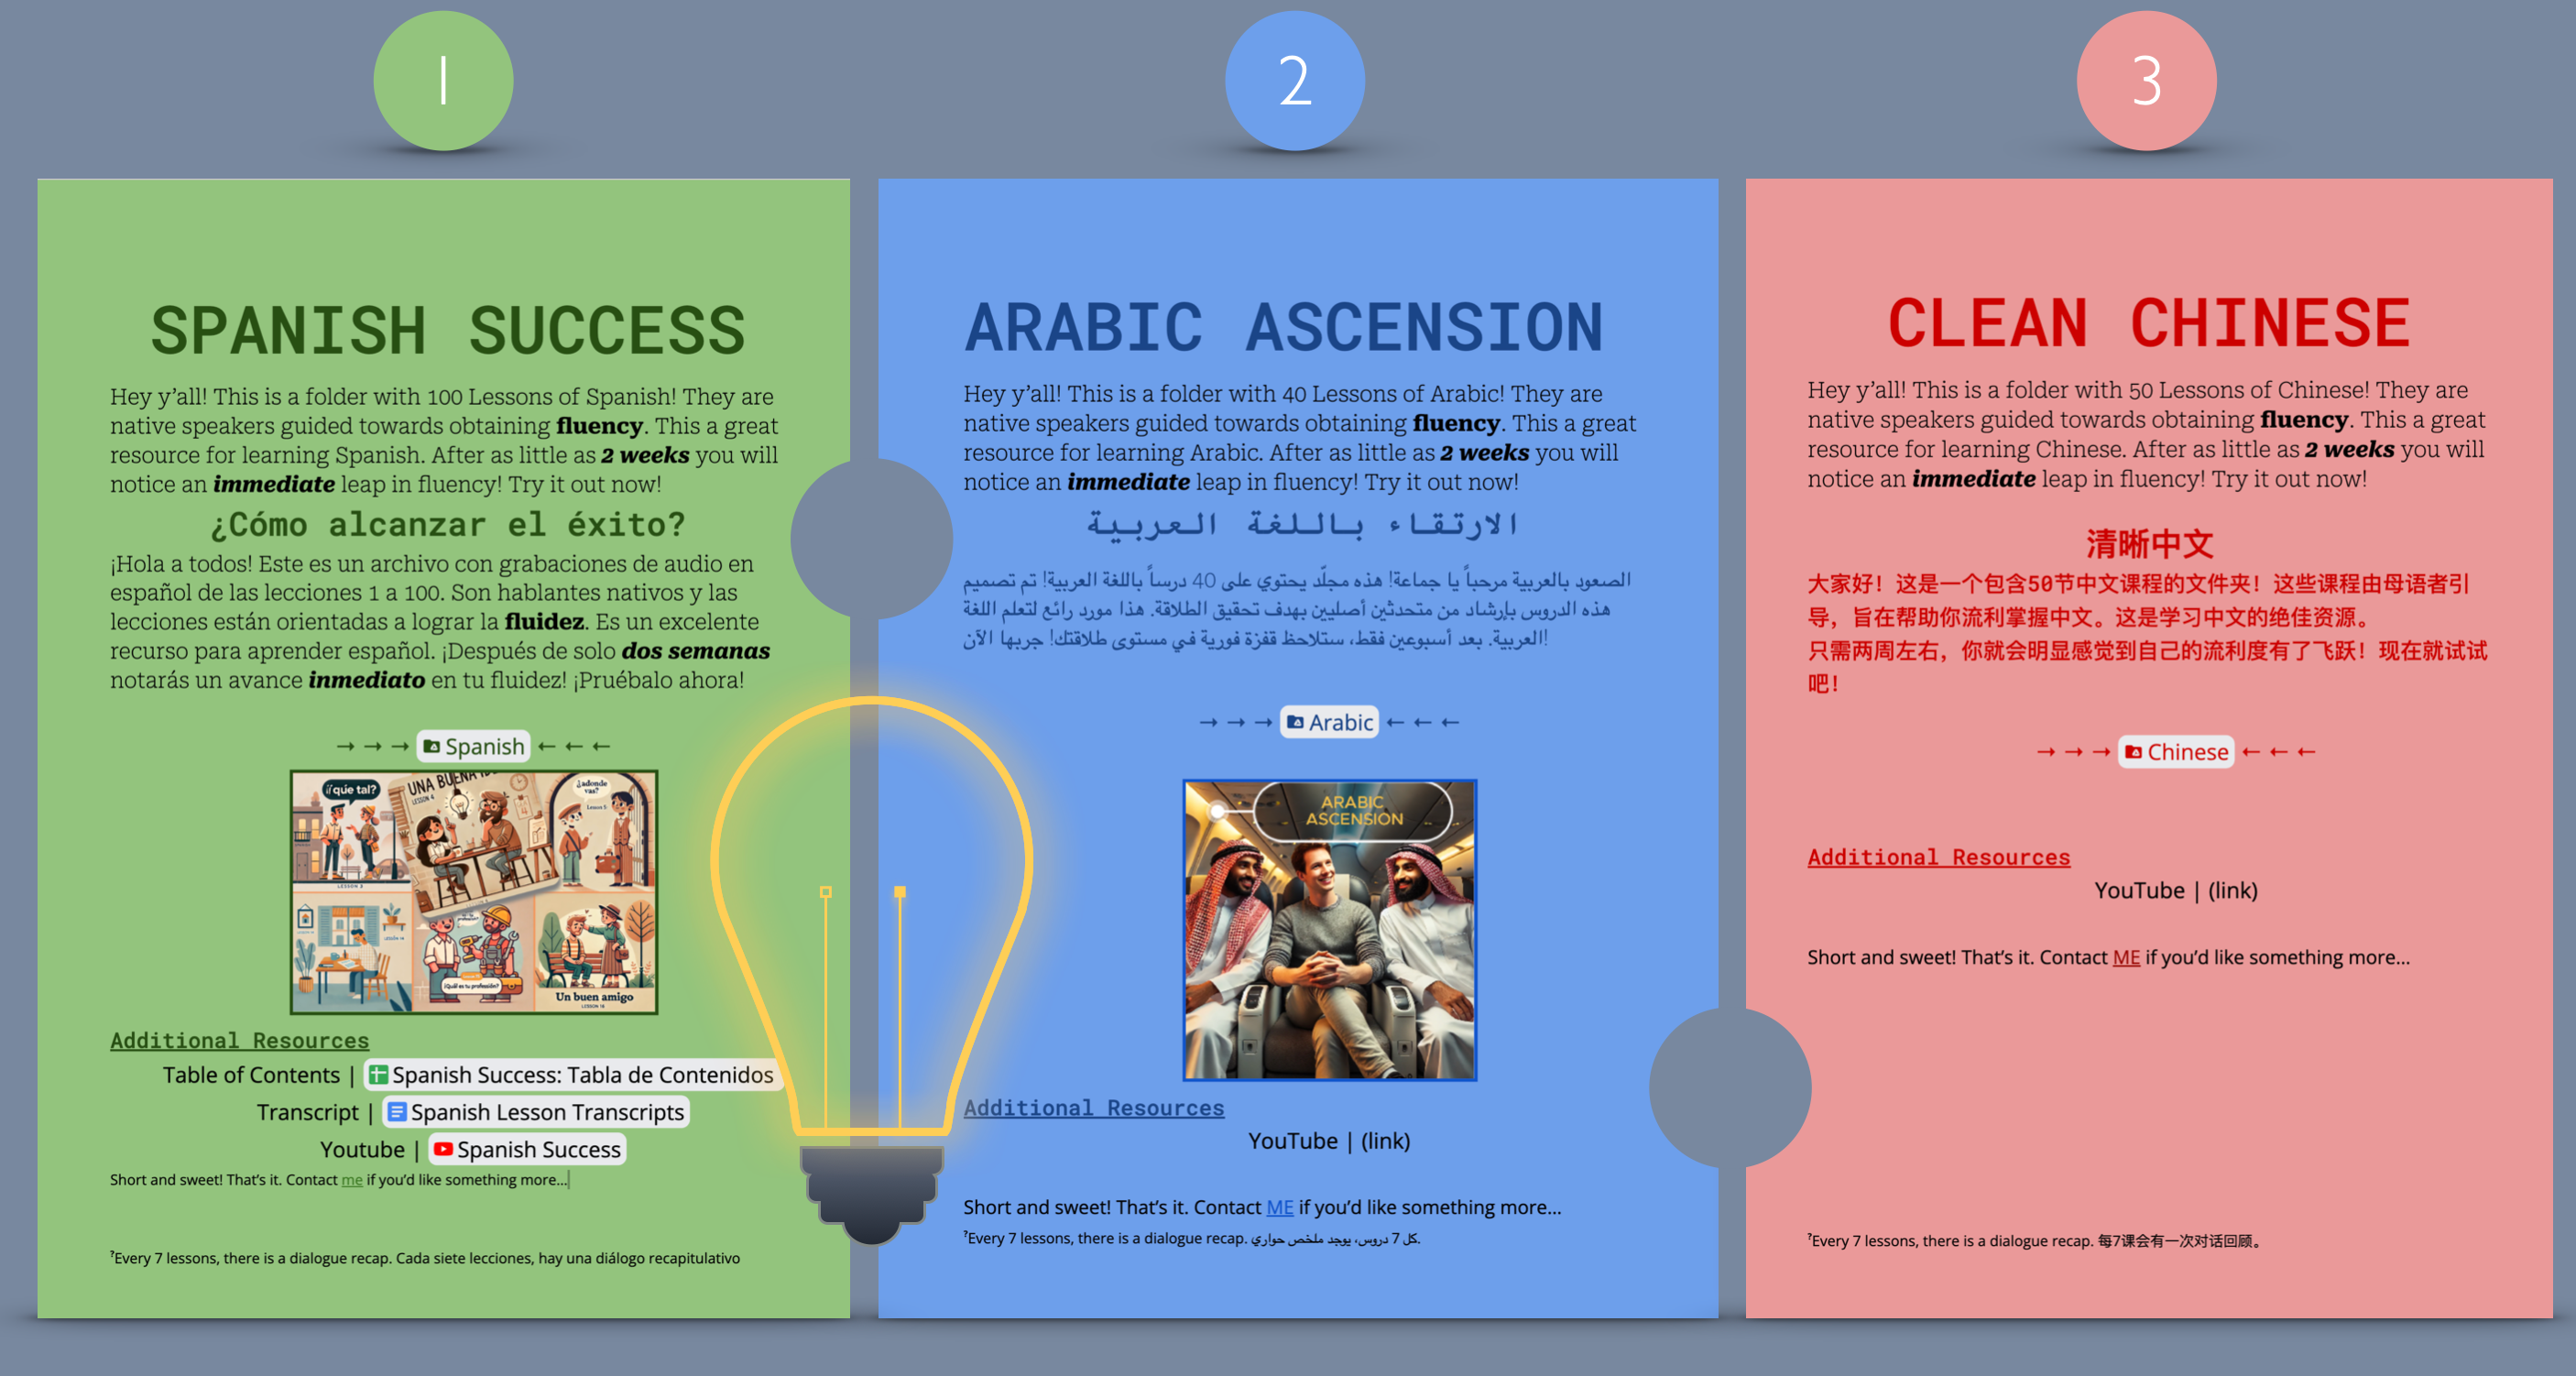 1
SPANISH SUCCESS
Hey y’all! This is a folder with 100 Lessons of Spanish! They are
native speakers guided towards obtaining fluency. This a great
resource for learning Spanish. After as little as 2 weeks you will
notice an immediate leap in fluency! Try it out now!
¿Cómo alcanzar el éxito?
¡Hola a todos! Este es un archivo con grabaciones de audio en
español de las lecciones 1 a 100. Son hablantes nativos y las
lecciones están orientadas a lograr la fluidez. Es un excelente
recurso para aprender español. ¡Después de solo dos semanas
notarás un avance inmediato en tu fluidez! ¡Pruébalo ahora!
→ → → Spanish ← ← ←
¡¿que tal?
LESSON 3
UNA BUENA
LESSON 4
¿adonde
vas?
Lesson 5
LESSON 14
¿Quál es tu profesión?
Un buen amigo
LESSON 16
Additional Resources
Table of Contents | Spanish Success: Tabla de Contenidos
Transcript | Spanish Lesson Transcripts
Youtube | Spanish Success
Short and sweet! That’s it. Contact me if you’d like something more...
?Every 7 lessons, there is a dialogue recap. Cada siete lecciones, hay una diálogo recapitulativo
2
ARABIC ASCENSION
Hey y’all! This is a folder with 40 Lessons of Arabic! They are
native speakers guided towards obtaining fluency. This a great
resource for learning Arabic. After as little as 2 weeks you will
notice an immediate leap in fluency! Try it out now!
الارتقاء باللغة العربية
الصعود بالعربية مرحباً يا جماعة! هذه مجلّد يحتوي على 40 درساً باللغة العربية! تم تصميم
هذه الدروس بإرشاد من متحدثين أصليين بهدف تحقيق الطلاقة. هذا مورد رائع لتعلم اللغة
العربية. بعد أسبوعين فقط، ستلاحظ قفزة فورية في مستوى طلاقتك! جربها الآن!
→ → → Arabic ← ← ←
ARABIC
ASCENSION
Additional Resources
YouTube | (link)
Short and sweet! That’s it. Contact ME if you’d like something more...
?Every 7 lessons, there is a dialogue recap. كل 7 دروس، يوجد ملخص حواري.
3
CLEAN CHINESE
Hey y’all! This is a folder with 50 Lessons of Chinese! They are
native speakers guided towards obtaining fluency. This a great
resource for learning Chinese. After as little as 2 weeks you will
notice an immediate leap in fluency! Try it out now!
清晰中文
大家好！这是一个包含50节中文课程的文件夹！这些课程由母语者引
导，旨在帮助你流利掌握中文。这是学习中文的绝佳资源。
只需两周左右，你就会明显感觉到自己的流利度有了飞跃！现在就试试
吧！
→ → → Chinese ← ← ←
Additional Resources
YouTube | (link)
Short and sweet! That’s it. Contact ME if you’d like something more...
?Every 7 lessons, there is a dialogue recap. 每7课会有一次对话回顾。